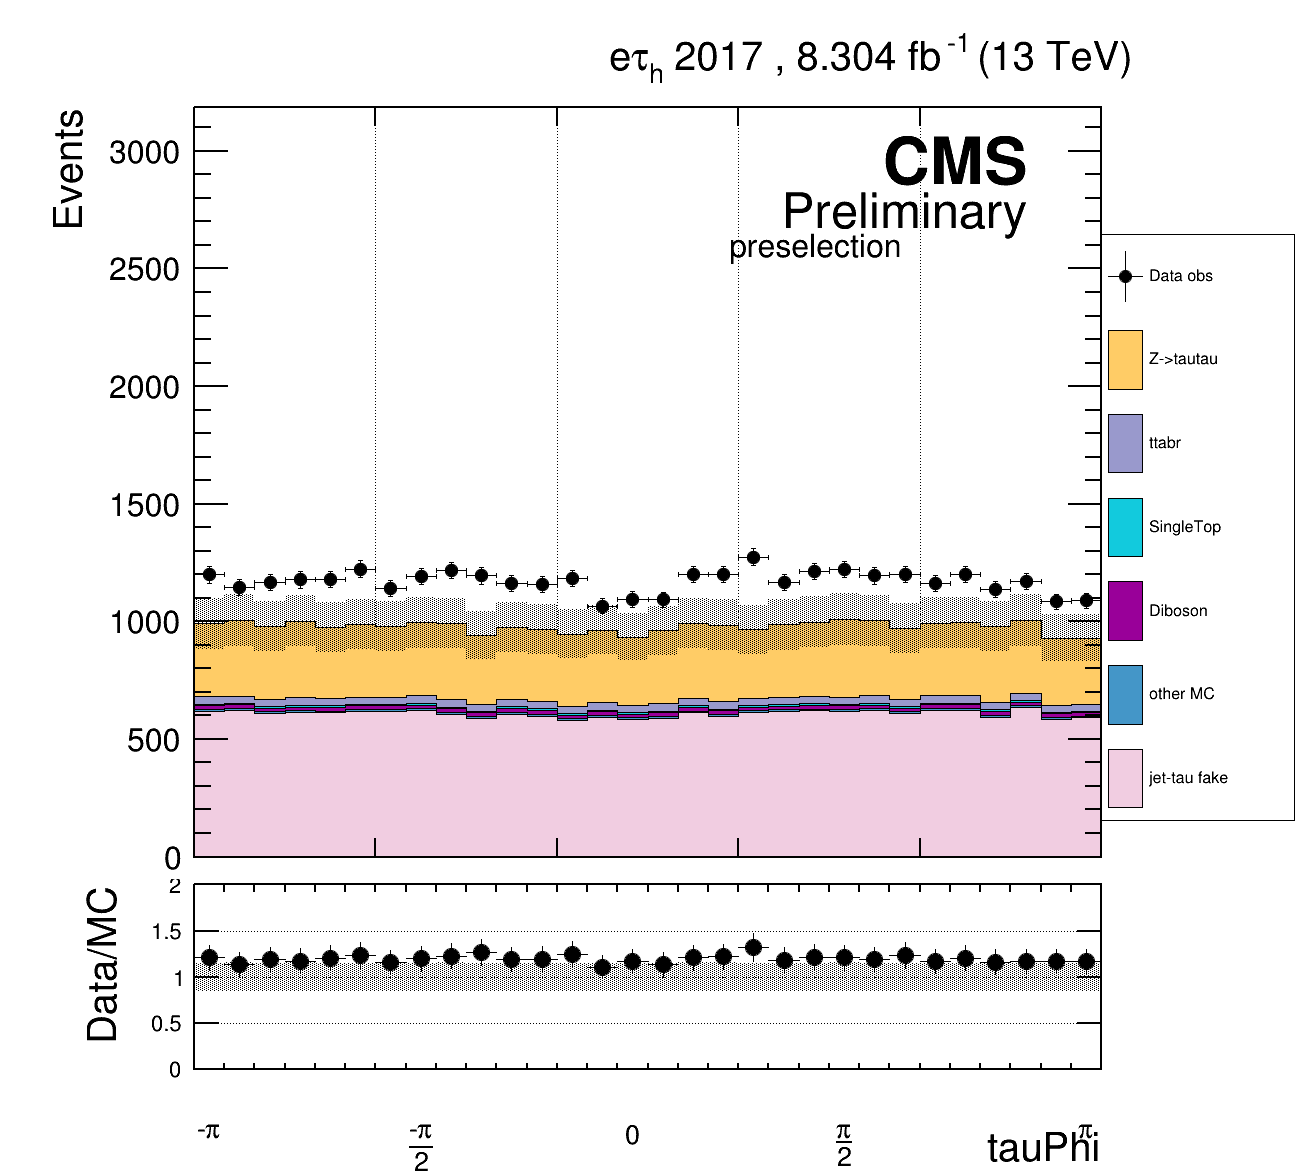 eτh 2017 , 8.304 fb-1 (13 TeV)
Events
3000
2500
2000
1500
1000
500
0
CMS
Preliminary
preselection
Data obs
Z->tautau
ttabr
SingleTop
Diboson
other MC
jet-tau fake
Data/MC
2
1.5
1
0.5
0
-π
-π
2
0
π
2
π
tauPhi